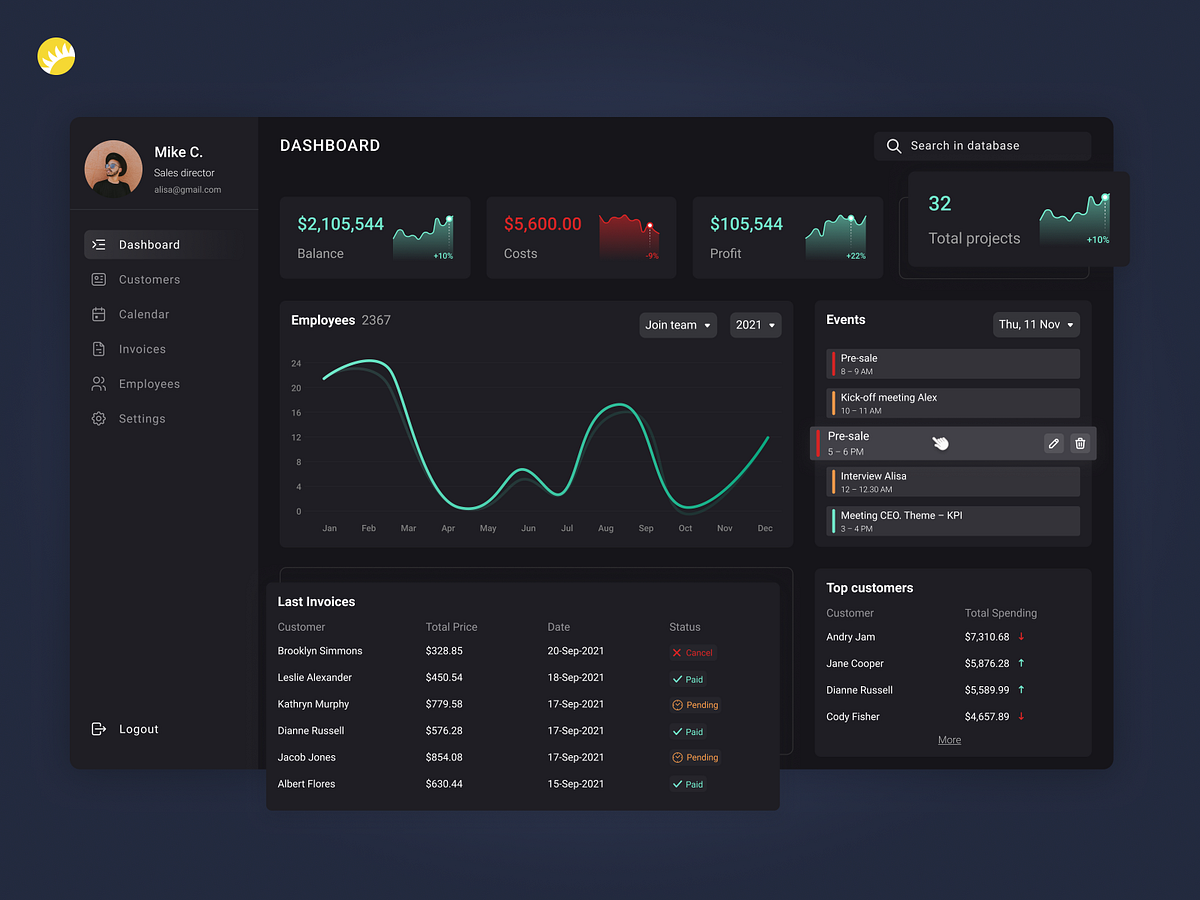 Mike C.
Sales director
alisa@gmail.com
Dashboard
Customers
Calendar
Invoices
Employees
Settings
Logout
DASHBOARD
Search in database
$2,105,544
Balance
+10%
$5,600.00
Costs
-9%
$105,544
Profit
+22%
32
Total projects
+10%
Employees 2367
Join team
2021
24
20
16
12
8
4
0
Jan Feb Mar Apr May Jun Jul Aug Sep Oct Nov Dec
Events
Thu, 11 Nov
Pre-sale
8 – 9 AM
Kick-off meeting Alex
10 – 11 AM
Pre-sale
5 – 6 PM
Interview Alisa
12 – 12.30 AM
Meeting CEO. Theme – KPI
3 – 4 PM
Last Invoices
Customer Total Price Date Status
Brooklyn Simmons $328.85 20-Sep-2021 Cancel
Leslie Alexander $450.54 18-Sep-2021 Paid
Kathryn Murphy $779.58 17-Sep-2021 Pending
Dianne Russell $576.28 17-Sep-2021 Paid
Jacob Jones $854.08 17-Sep-2021 Pending
Albert Flores $630.44 15-Sep-2021 Paid
Top customers
Customer Total Spending
Andry Jam $7,310.68
Jane Cooper $5,876.28
Dianne Russell $5,589.99
Cody Fisher $4,657.89
More